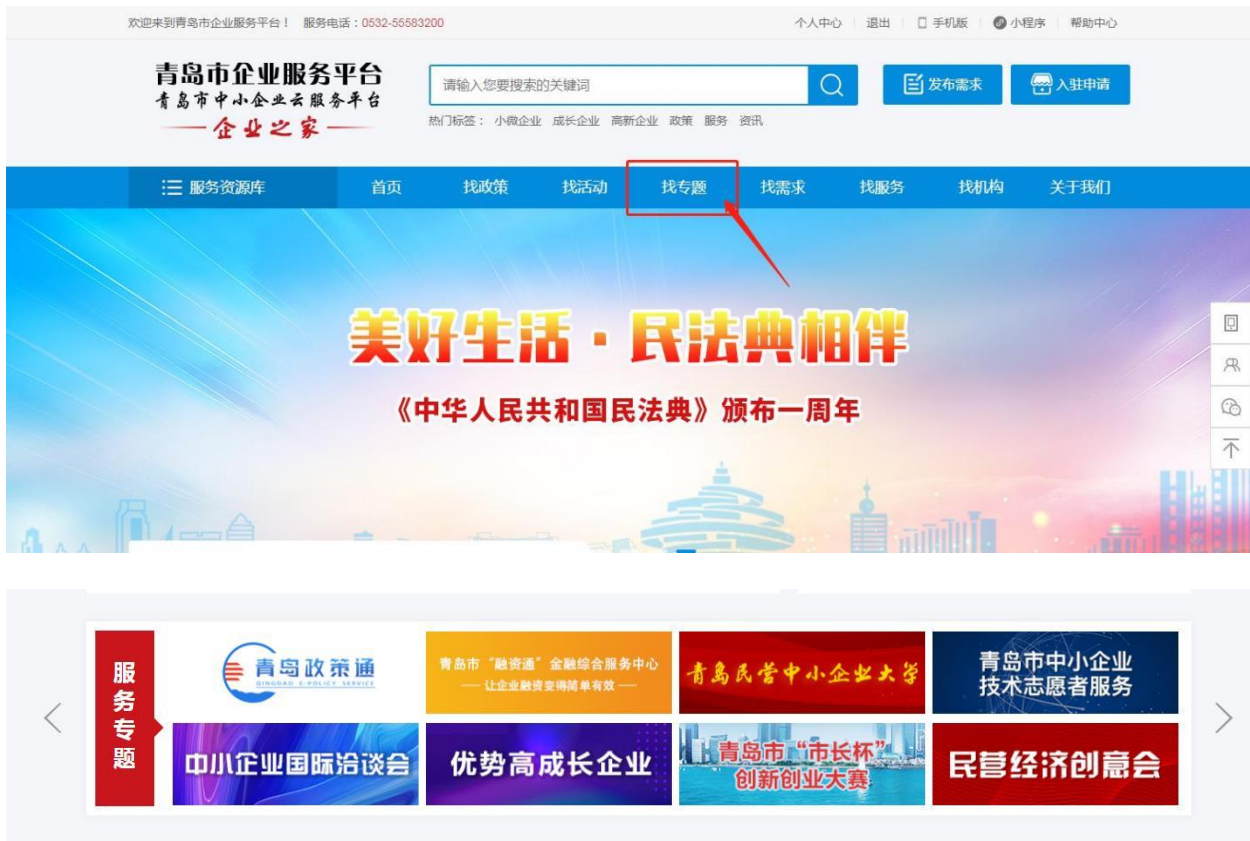 欢迎来到青岛市企业服务平台！ 服务电话：0532-55583200
个人中心 退出 手机版 小程序 帮助中心
青岛市企业服务平台
青岛市中小企业云服务平台
企业之家
请输入您要搜索的关键词
发布需求
入驻申请
热门标签： 小微企业 成长企业 高新企业 政策 服务 资讯
服务资源库 首页 找政策 找活动 找专题 找需求 找服务 找机构 关于我们
美好生活·民法典相伴
《中华人民共和国民法典》颁布一周年
服务专题
青岛政策通
QINGDAO E-POLICY SERVICE
青岛市“融资通”金融综合服务中心
让企业融资变得简单有效
青岛民营中小企业大学
青岛市中小企业
技术志愿者服务
中小企业国际洽谈会
优势高成长企业
青岛市“市长杯”
创新创业大赛
民营经济创意会